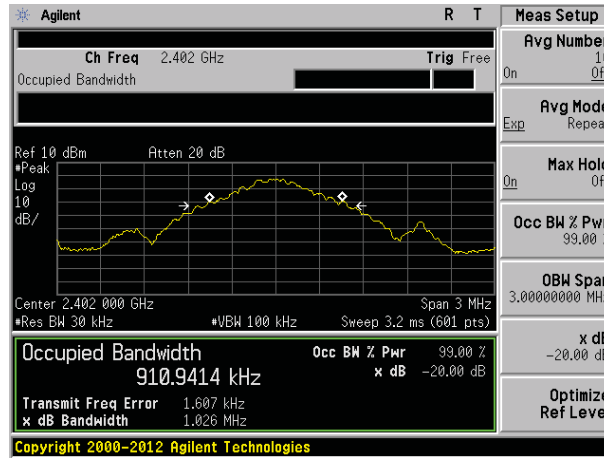 Agilent R T
Ch Freq 2.402 GHz Trig Free
Occupied Bandwidth
Ref 10 dBm Atten 20 dB
#Peak
Log
10
dB/
Center 2.402 000 GHz Span 3 MHz
#Res BW 30 kHz #VBW 100 kHz Sweep 3.2 ms (601 pts)
Occupied Bandwidth
910.9414 kHz
Occ BW % Pwr 99.00 %
x dB -20.00 dB
Transmit Freq Error 1.607 kHz
x dB Bandwidth 1.026 MHz
Copyright 2000-2012 Agilent Technologies
Meas Setup
Avg Number
On
Avg Mode
Exp
Max Hold
On
Occ BW % Pwr
99.00
OBW Span
3.00000000
x dB
-20.00 dB
Optimize
Ref Level